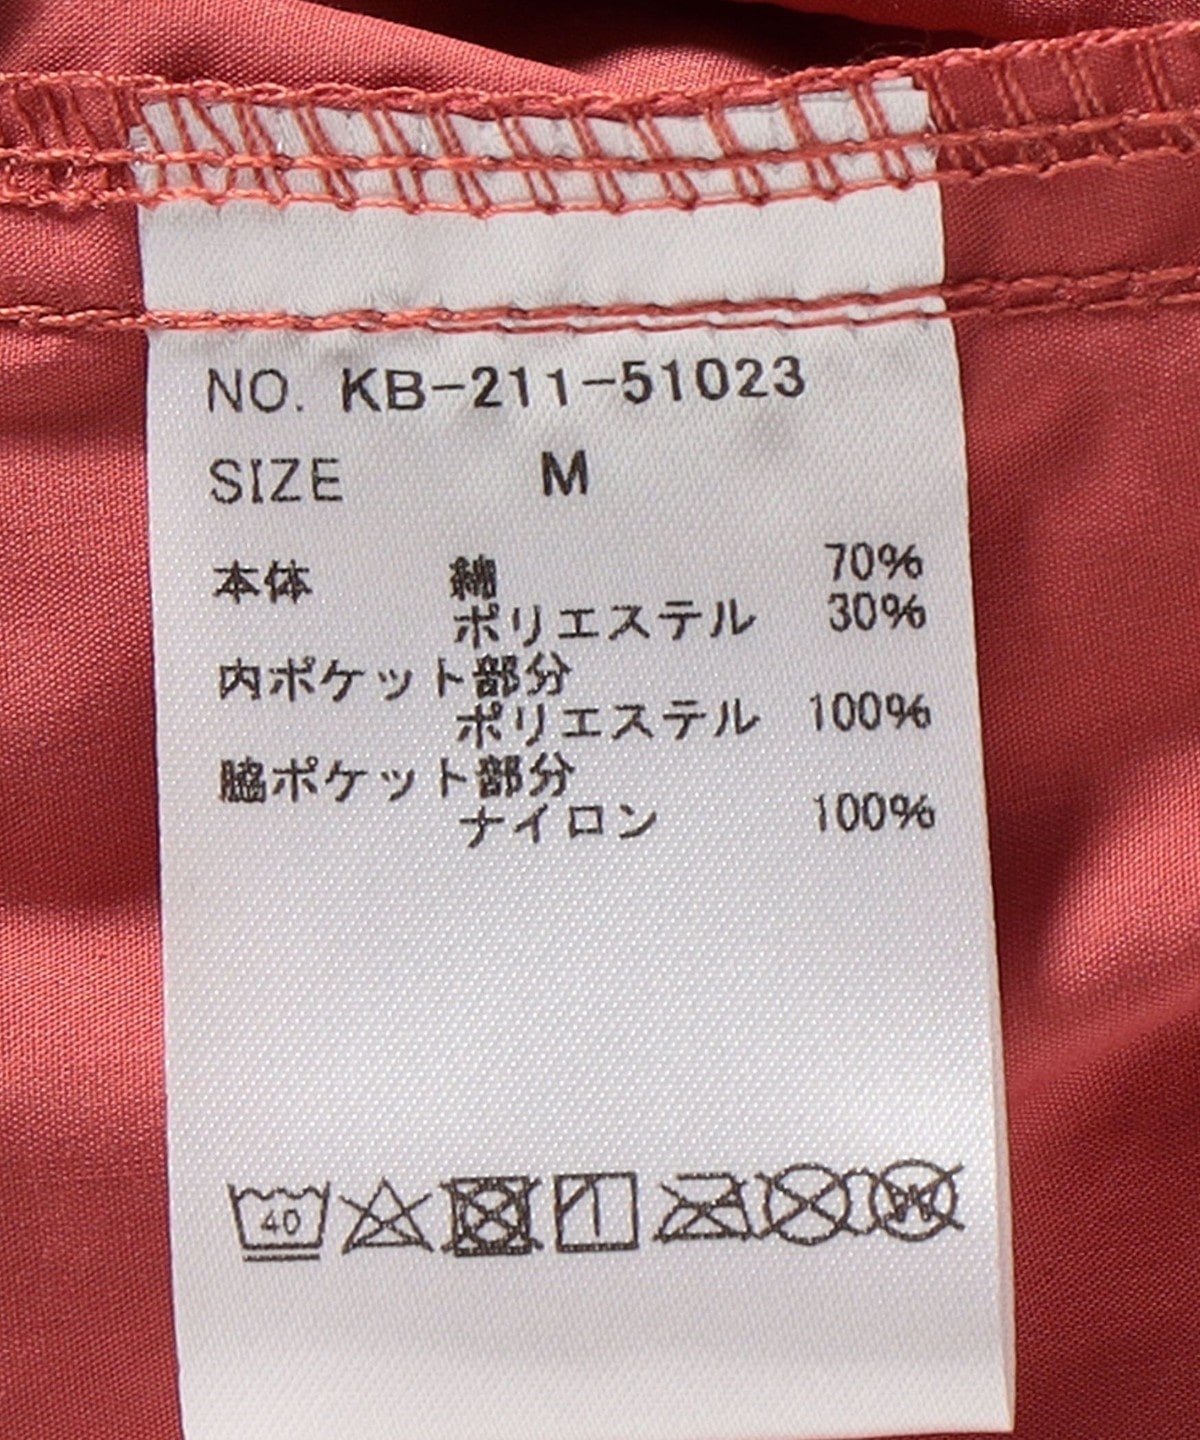 NO. KB-211-51023
SIZE M
本体 綿 70%
ポリエステル 30%
内ポケット部分
ポリエステル 100%
脇ポケット部分
ナイロン 100%
40
W